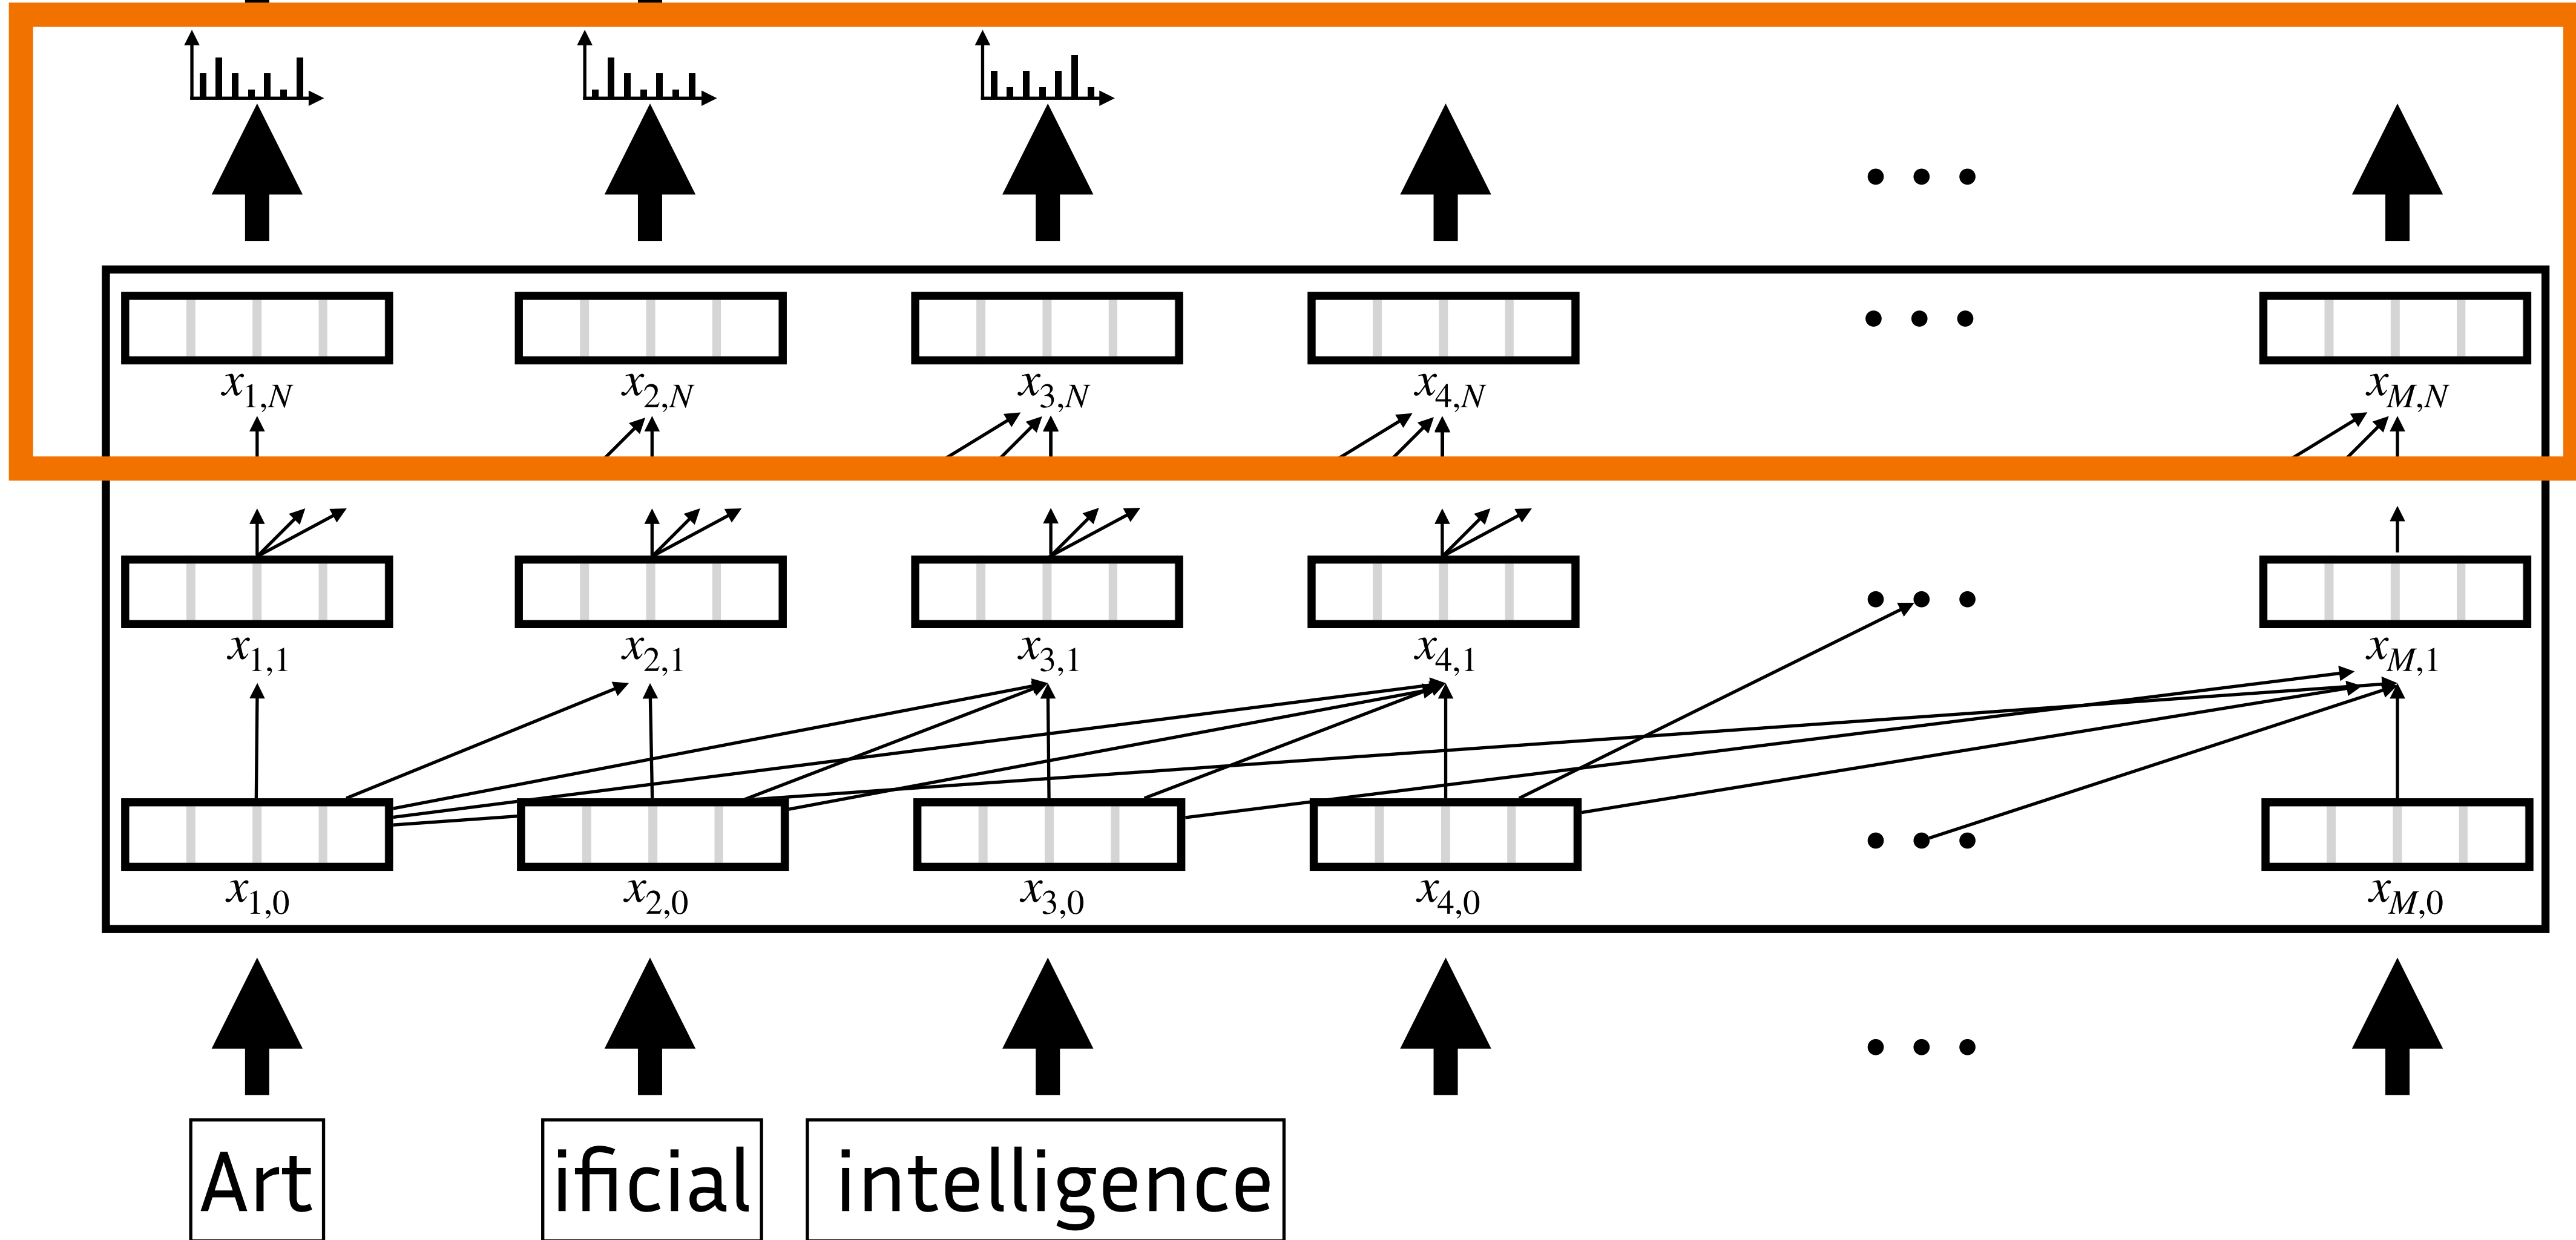 x1,N x2,N x3,N x4,N xM,N
x1,1 x2,1 x3,1 x4,1 xM,1
x1,0 x2,0 x3,0 x4,0 xM,0
Art ificial intelligence